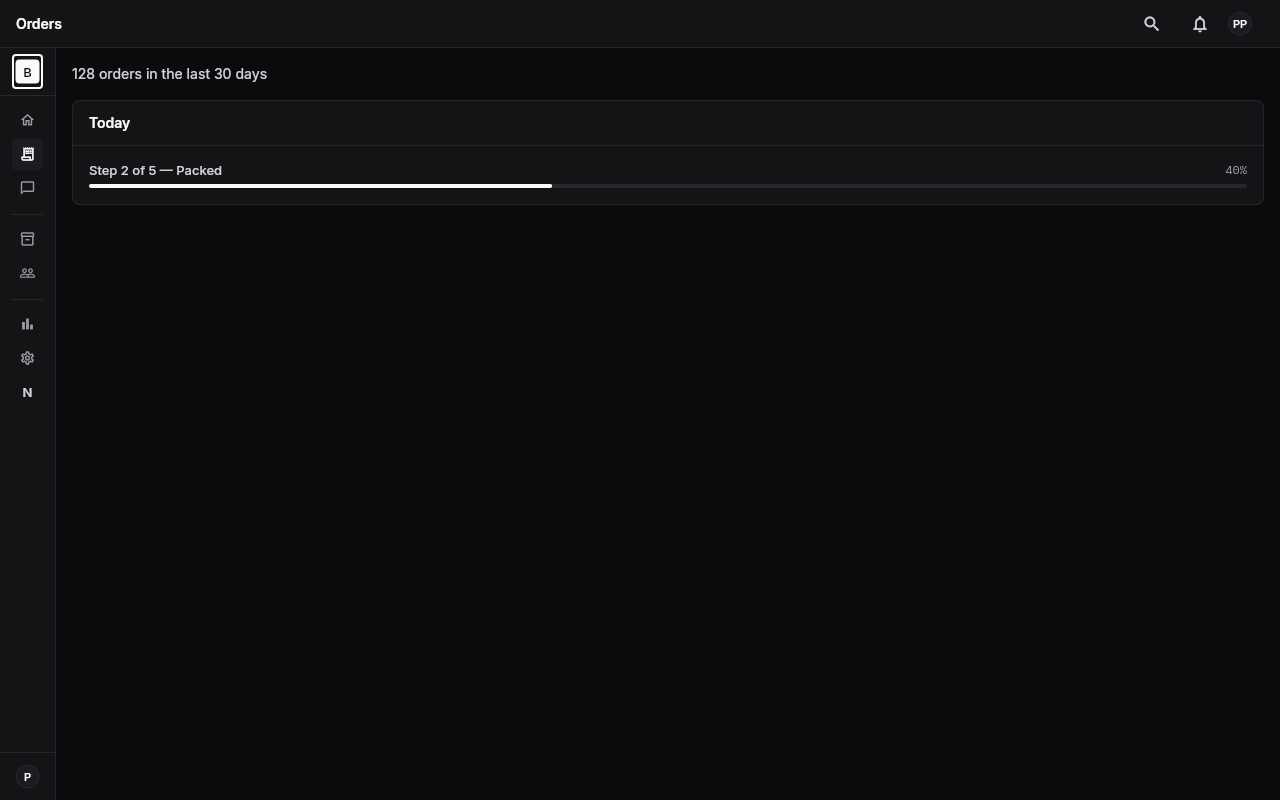 Orders
PP
B
128 orders in the last 30 days
Today
Step 2 of 5 — Packed
40%
N
P